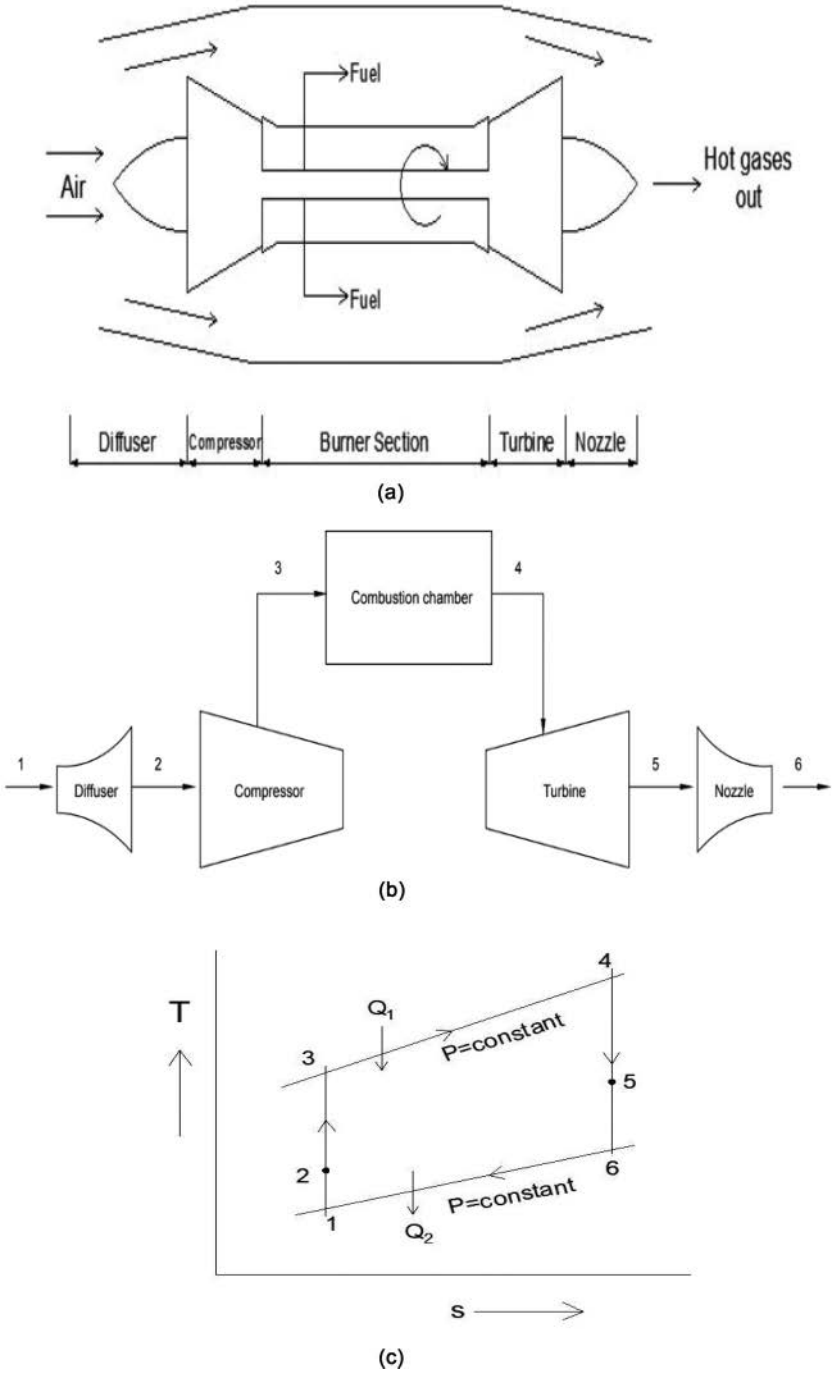 Fuel
Air
Hot gases
out
Fuel
Diffuser Compressor Burner Section Turbine Nozzle
(a)
3 4
Combustion chamber
1 2 5 6
Diffuser Compressor Turbine Nozzle
(b)
4
T Q1
P=constant
3
5
2
6
P=constant
1
Q2
s
(c)